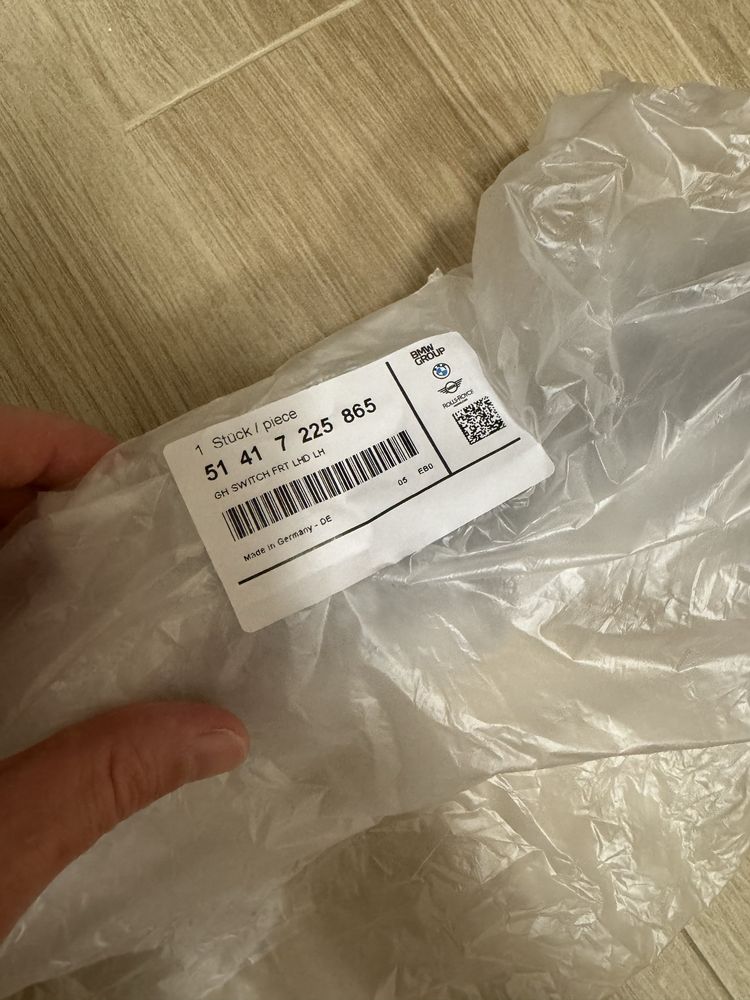 1 Stück / piece
51 41 7 225 865
GH SWITCH FRT LHD LH
05 EB0
Made in Germany - DE
BMW
GROUP
ROLLS-ROYCE